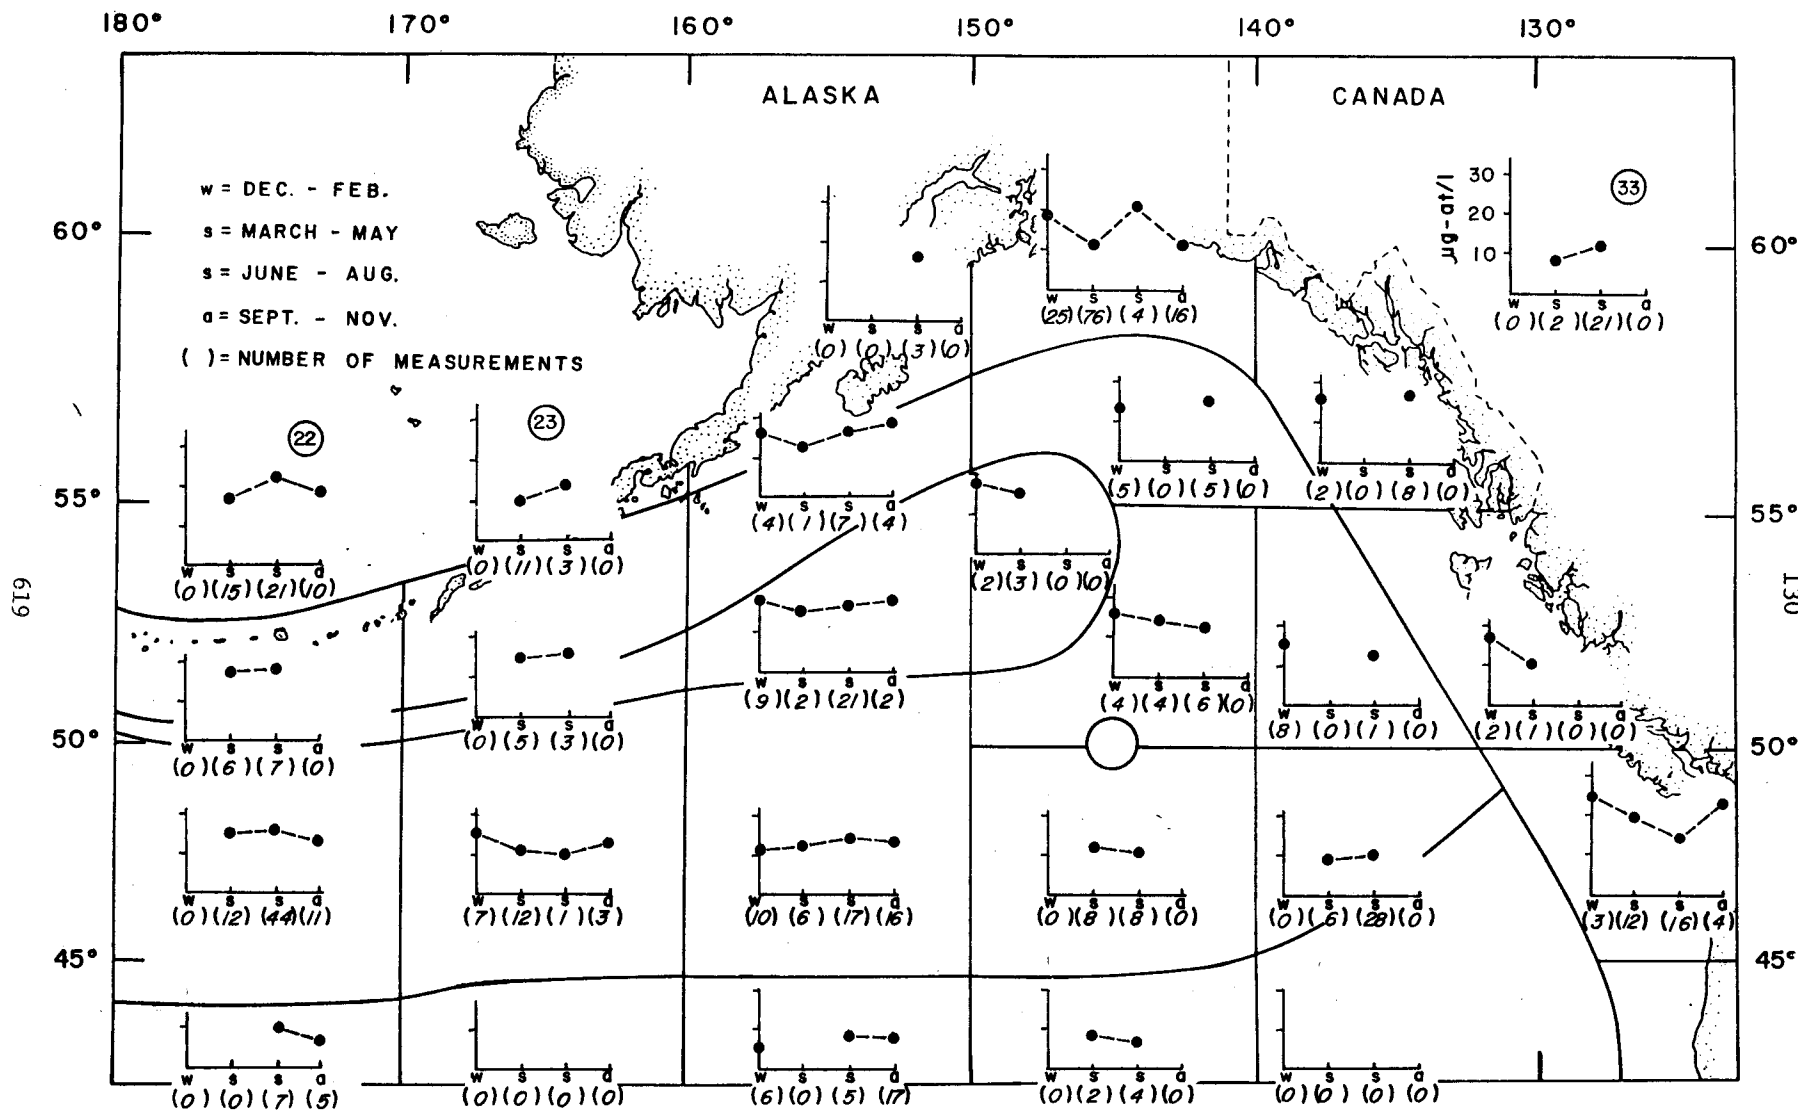 180° 170° 160° 150° 140° 130°
ALASKA CANADA
w = DEC. - FEB.
s = MARCH - MAY
s = JUNE - AUG.
a = SEPT. - NOV.
( ) = NUMBER OF MEASUREMENTS
60° 60°
µg-at/l
30
20
10
33
w s s a
(0) (2) (21) (0)
w s s a
(25) (76) (4) (16)
w s s a
(0) (0) (3) (0)
22
w s s a
(0) (15) (21) (10)
23
w s s a
(0) (11) (3) (0)
w s s a
(4) (1) (7) (4)
w s s a
(5) (0) (5) (0)
w s s a
(2) (0) (8) (0)
55° 55°
w s s a
(2) (3) (0) (0)
619
130
w s s a
(0) (6) (7) (0)
w s s a
(0) (5) (3) (0)
w s s a
(9) (2) (21) (2)
w s s a
(4) (4) (6) (0)
w s s a
(8) (0) (1) (0)
w s s a
(2) (1) (0) (0)
50° 50°
w s s a
(0) (12) (44) (11)
w s s a
(7) (12) (1) (3)
w s s a
(10) (6) (17) (16)
w s s a
(0) (8) (8) (0)
w s s a
(0) (6) (28) (0)
w s s a
(3) (12) (16) (4)
45° 45°
w s s a
(0) (0) (7) (5)
w s s a
(0) (0) (0) (0)
w s s a
(6) (0) (5) (17)
w s s a
(0) (2) (4) (0)
w s s a
(0) (0) (0) (0)